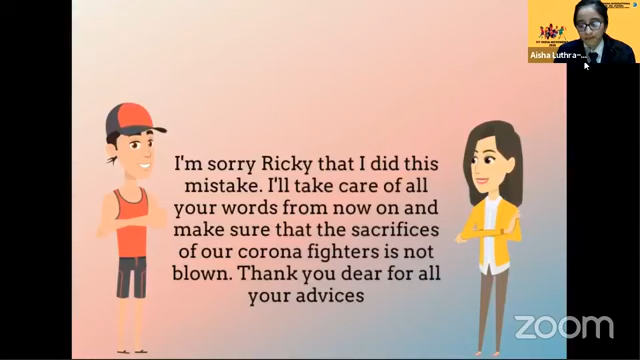 Aisha Luthra-...
I'm sorry Ricky that I did this
mistake. I'll take care of all
your words from now on and
make sure that the sacrifices
of our corona fighters is not
blown. Thank you dear for all
your advices
zoom